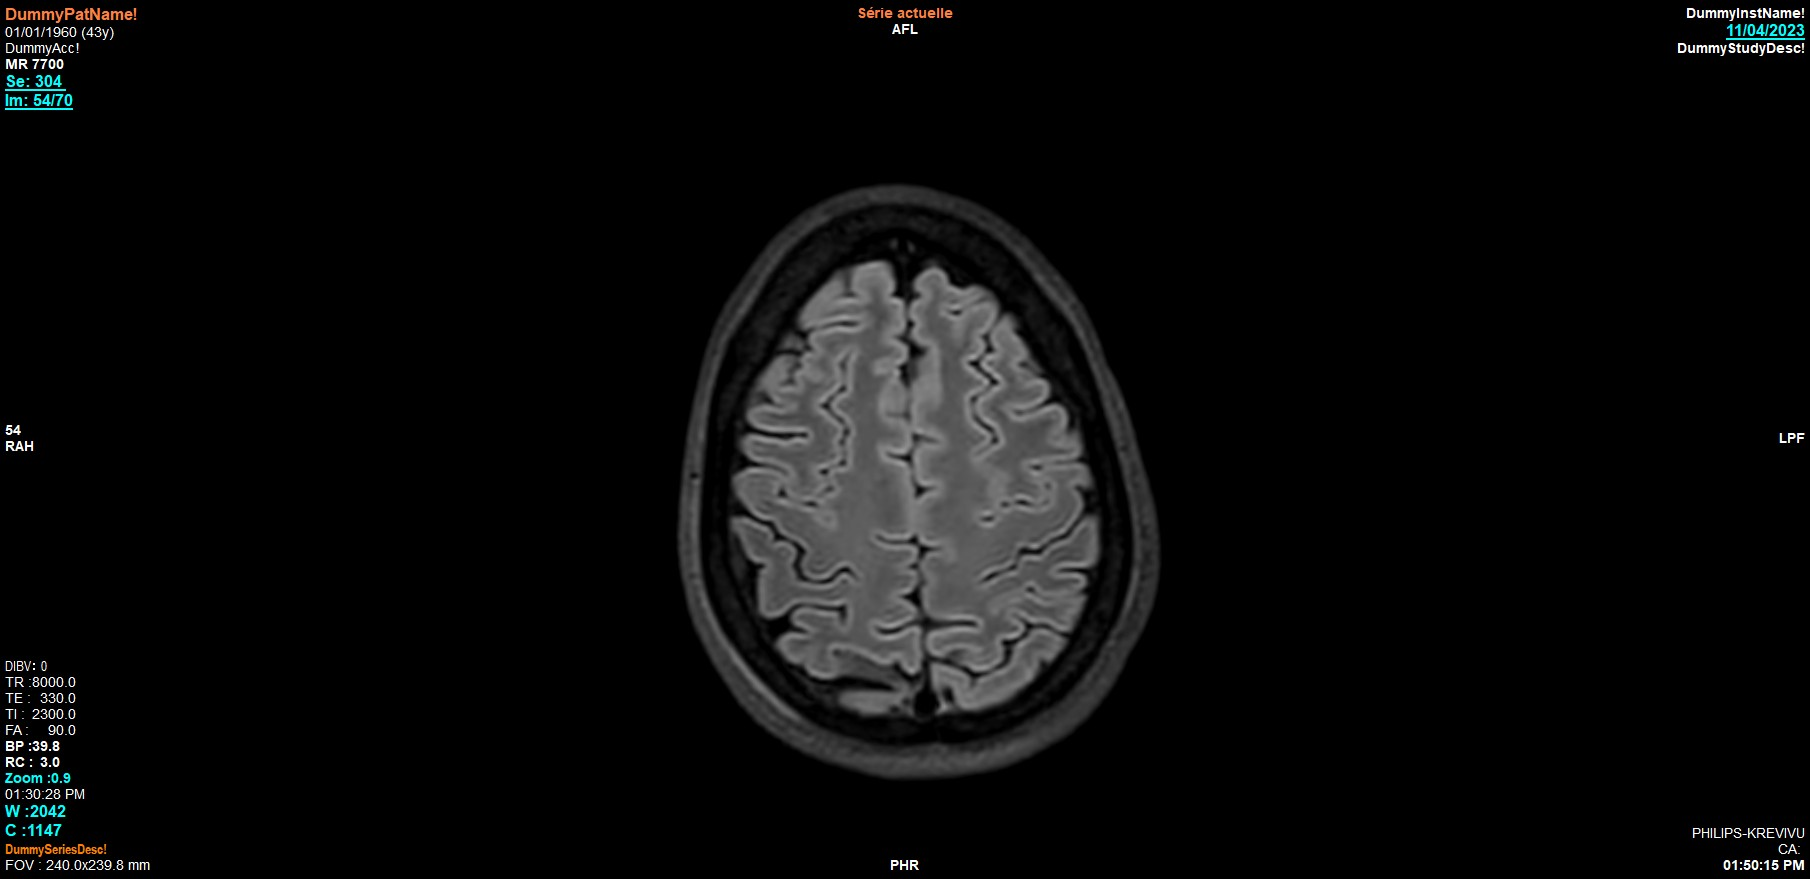 DummyPatName!
01/01/1960 (43y)
DummyAcc!
MR 7700
Se: 304
Im: 54/70
Série actuelle
AFL
DummyInstName!
11/04/2023
DummyStudyDesc!
54
RAH
LPF
DIBV: 0
TR :8000.0
TE : 330.0
TI : 2300.0
FA : 90.0
BP :39.8
RC : 3.0
Zoom :0.9
01:30:28 PM
W :2042
C :1147
DummySeriesDesc!
FOV : 240.0x239.8 mm
PHR
PHILIPS-KREVIVU
CA:
01:50:15 PM